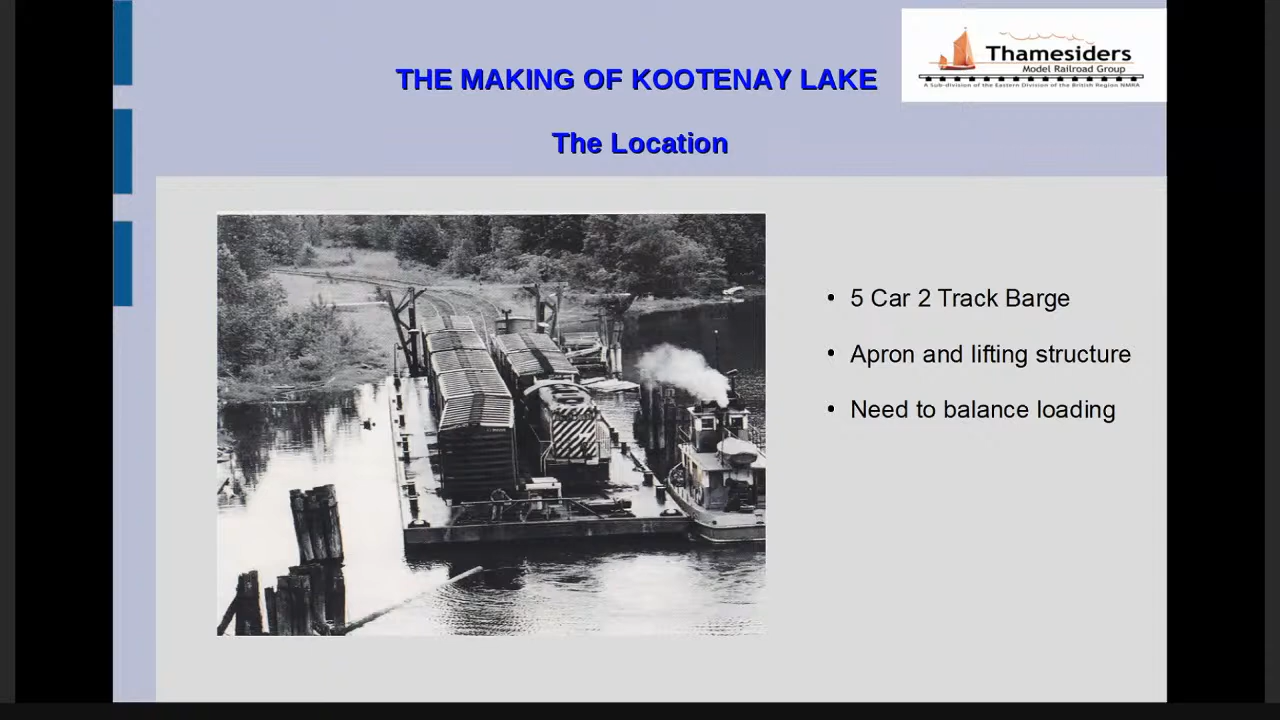 THE MAKING OF KOOTENAY LAKE
Thamesiders
Model Railroad Group
A Sub-division of the Eastern Division of the British Region NMRA
The Location
• 5 Car 2 Track Barge
• Apron and lifting structure
• Need to balance loading